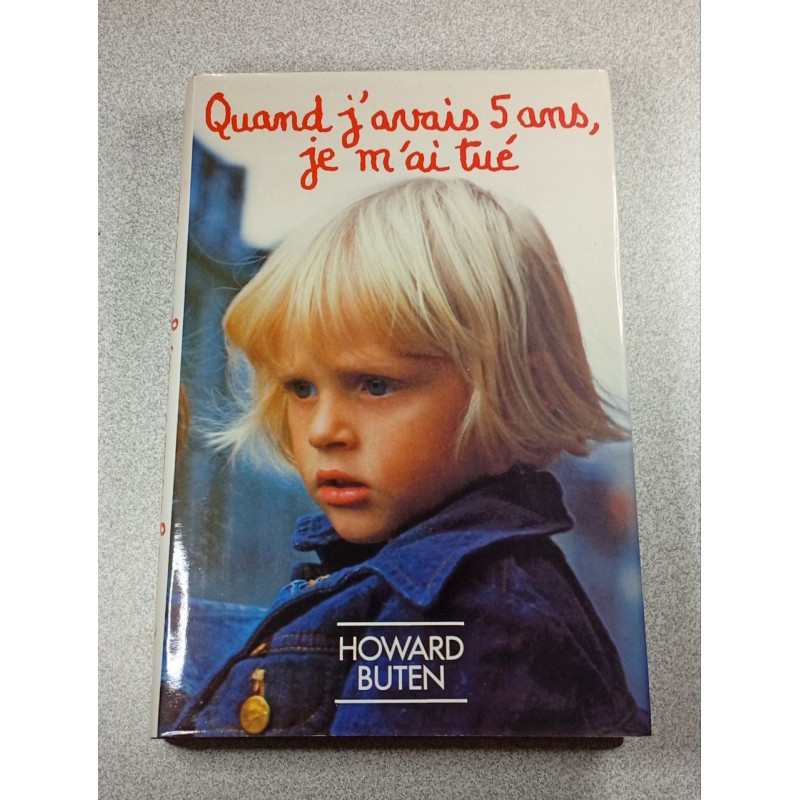 Quand j'avais 5 ans,
je m'ai tué
HOWARD
BUTEN